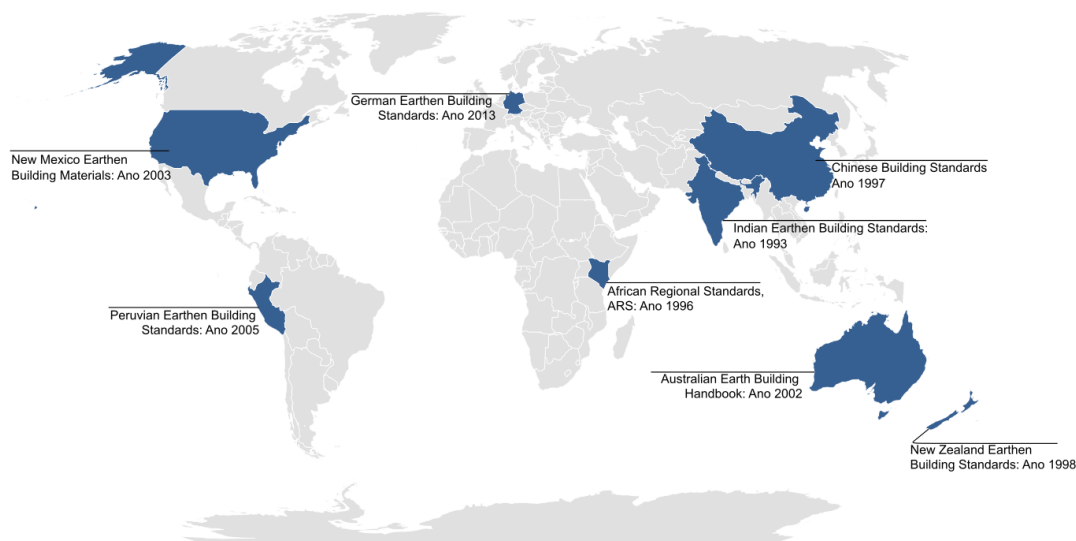 German Earthen Building
Standards: Ano 2013
New Mexico Earthen
Building Materials: Ano 2003
Chinese Building Standards
Ano 1997
Indian Earthen Building Standards:
Ano 1993
African Regional Standards,
ARS: Ano 1996
Peruvian Earthen Building
Standards: Ano 2005
Australian Earth Building
Handbook: Ano 2002
New Zealand Earthen
Building Standards: Ano 1998